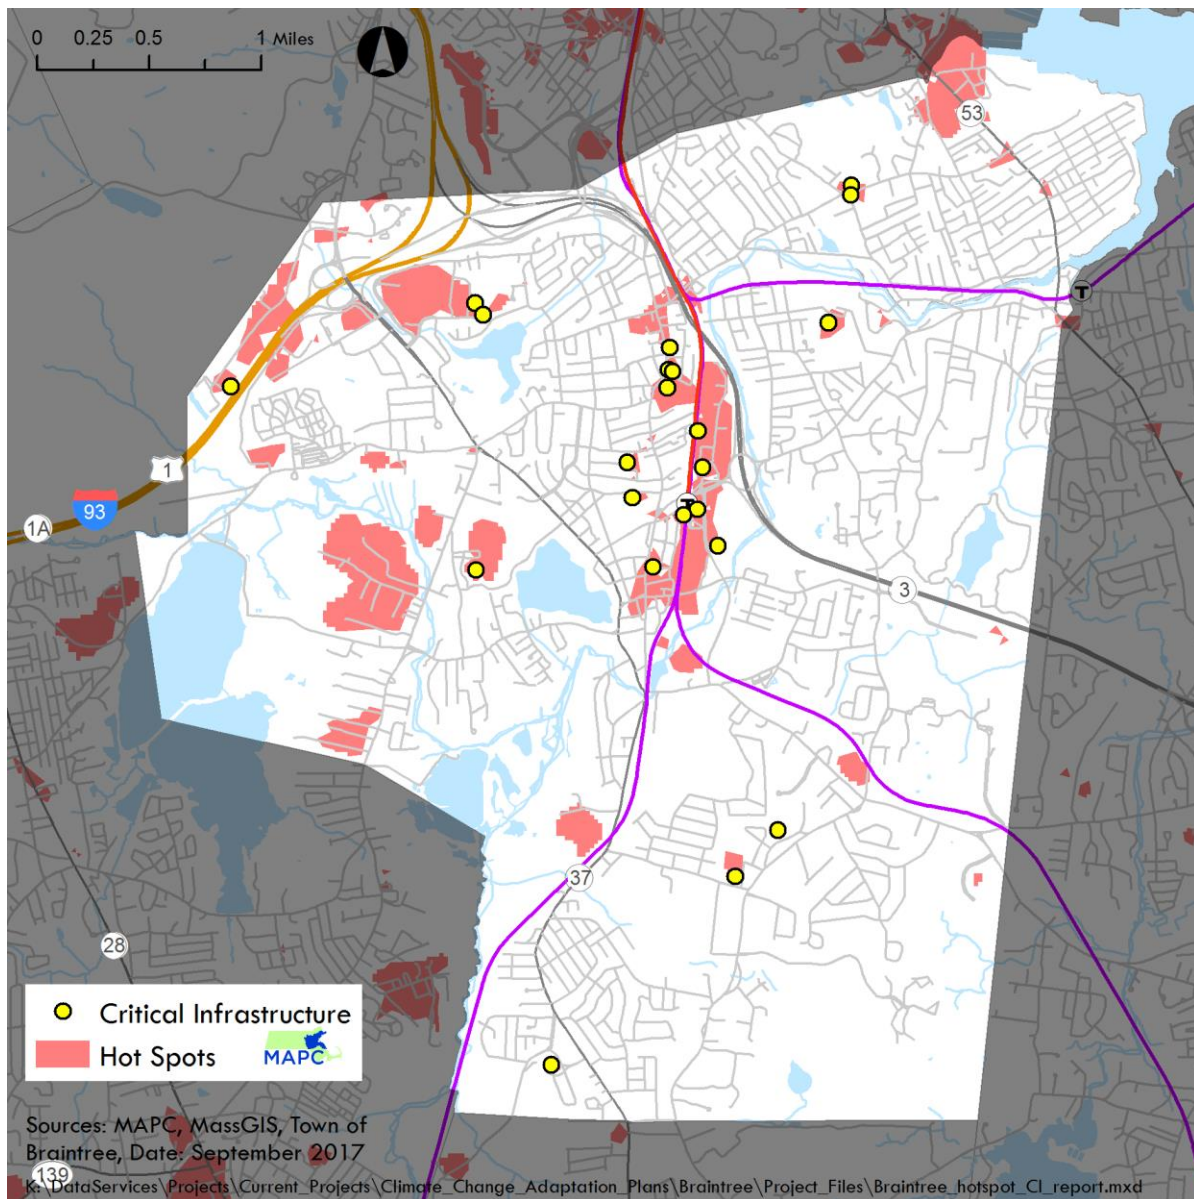 0 0.25 0.5 1 Miles
53
T
1
93
1A
T
3
37
28
Critical Infrastructure
Hot Spots
MAPC
Sources: MAPC, MassGIS, Town of
Braintree, Date: September 2017
139
K:\DataServices\Projects\Current_Projects\Climate_Change_Adaptation_Plans\Braintree\Project_Files\Braintree_hotspot_CI_report.mxd